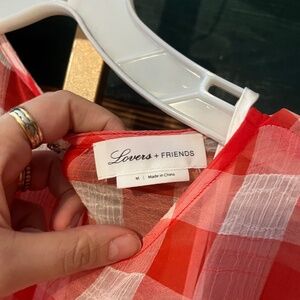 Lovers + FRIENDS
M | Made in China